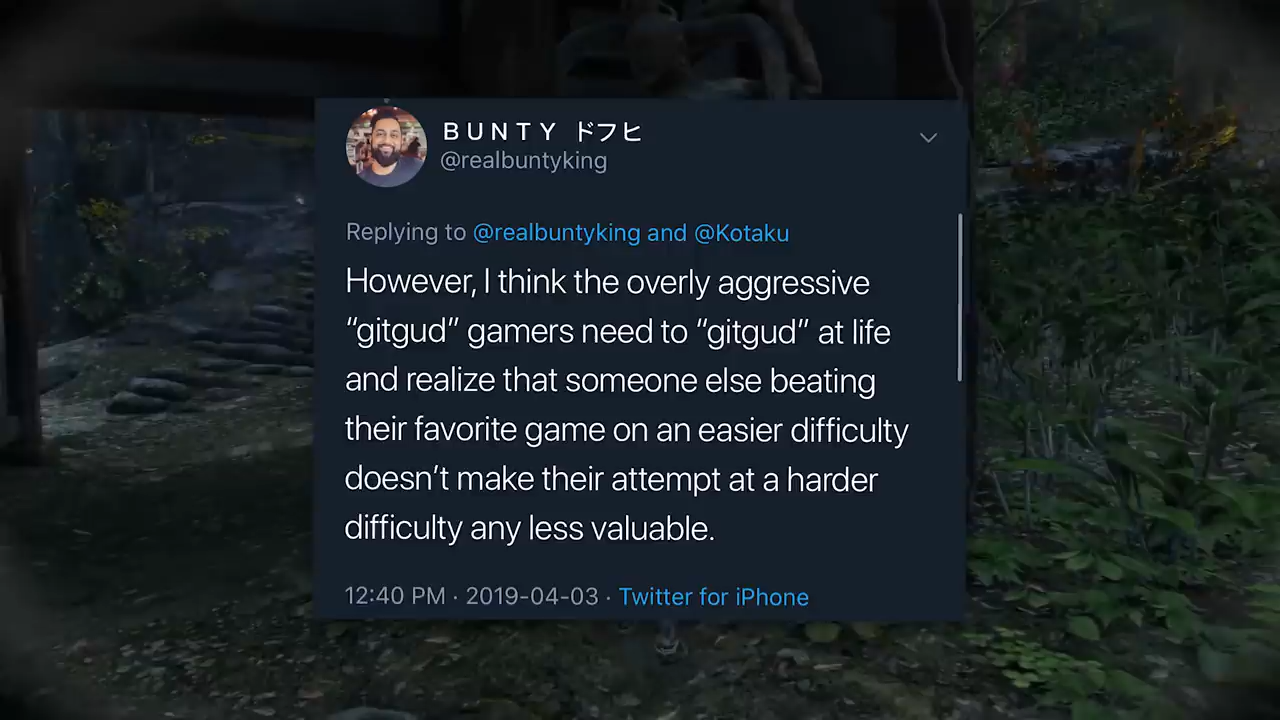 BUNTY ドフヒ
@realbuntyking
Replying to @realbuntyking and @Kotaku
However, I think the overly aggressive
“gitgud” gamers need to “gitgud” at life
and realize that someone else beating
their favorite game on an easier difficulty
doesn’t make their attempt at a harder
difficulty any less valuable.
12:40 PM · 2019-04-03 · Twitter for iPhone